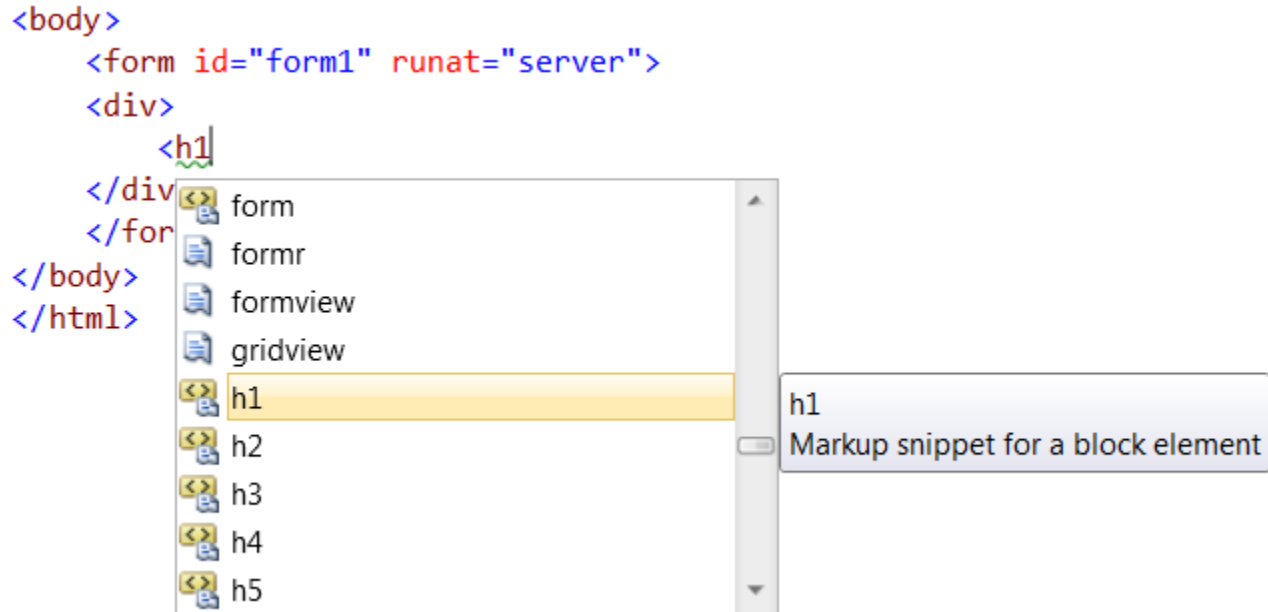 <body>
<form id="form1" runat="server">
<div>
<h1
</div
</for
</body>
</html>
form
formr
formview
gridview
h1
h2
h3
h4
h5
h1
Markup snippet for a block element